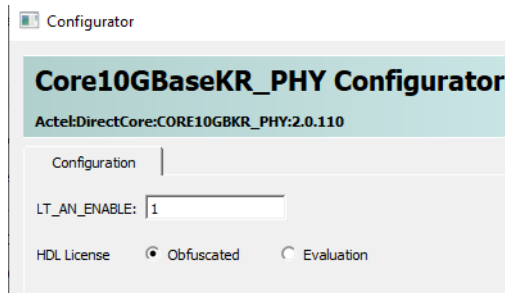 Configurator
Core10GBaseKR_PHY Configurator
Actel:DirectCore:CORE10GBKR_PHY:2.0.110
Configuration
LT_AN_ENABLE: 1
HDL License Obfuscated Evaluation